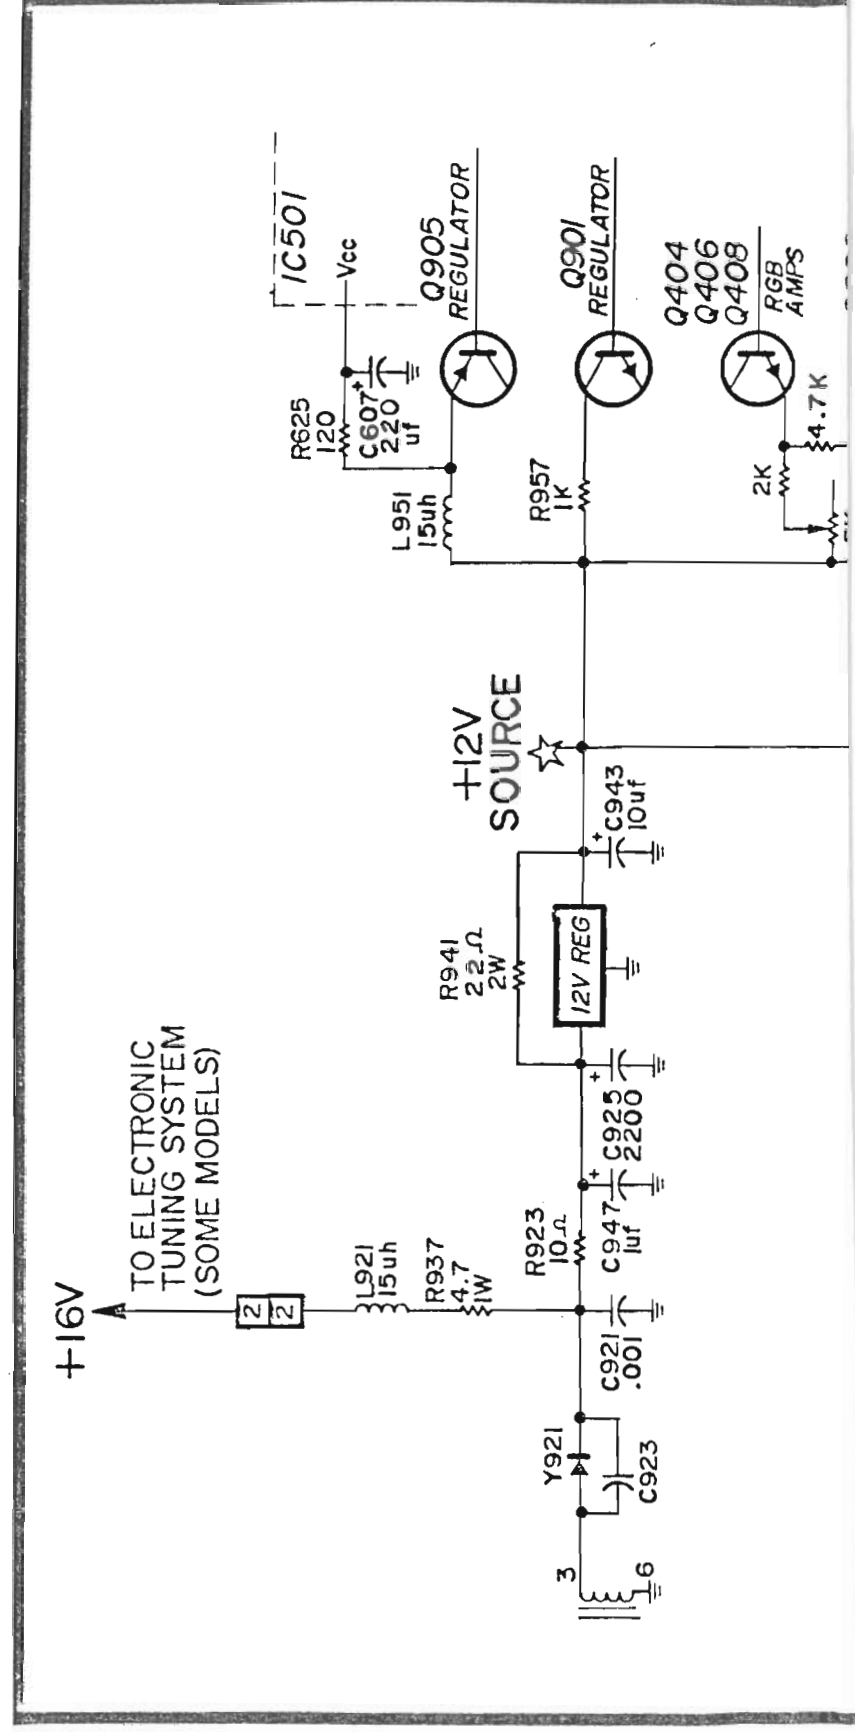 +16V
TO ELECTRONIC
TUNING SYSTEM
(SOME MODELS)
2
2
L921
15uh
R937
4.7
1W
3
6
Y921
C923
C921
.001
R923
10Ω
C947
1uf
C925
2200
R941
22Ω
2W
12V REG
C943
10uf
+12V
SOURCE
L951
15uh
R625
120
C607
220
uf
IC501
Vcc
Q905
REGULATOR
R957
1K
Q901
REGULATOR
Q404
Q406
Q408
RGB
AMPS
2K
4.7K